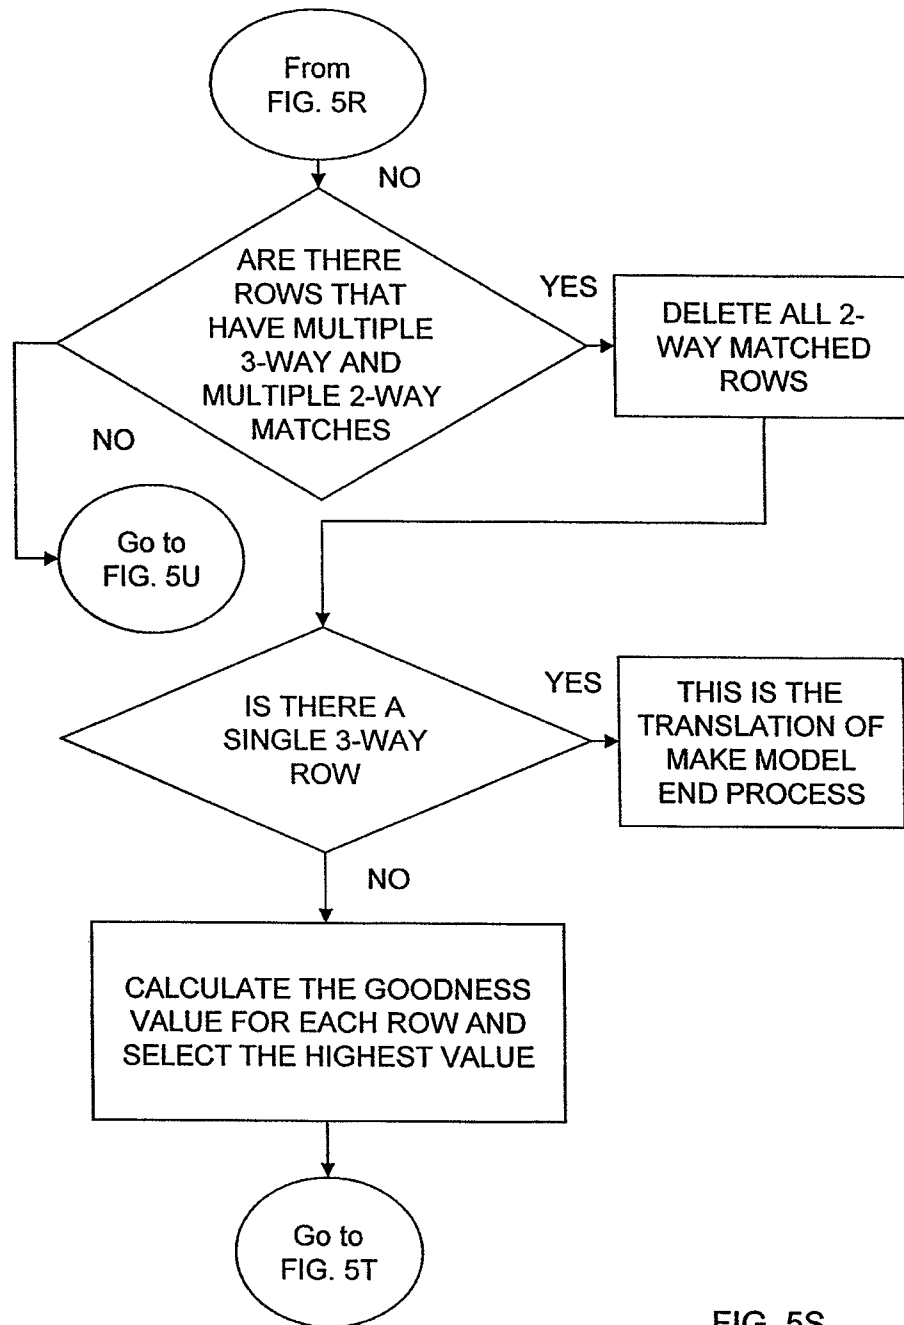 From
FIG. 5R
NO
ARE THERE
ROWS THAT
HAVE MULTIPLE
3-WAY AND
MULTIPLE 2-WAY
MATCHES
YES
DELETE ALL 2-
WAY MATCHED
ROWS
NO
Go to
FIG. 5U
IS THERE A
SINGLE 3-WAY
ROW
YES
THIS IS THE
TRANSLATION OF
MAKE MODEL
END PROCESS
NO
CALCULATE THE GOODNESS
VALUE FOR EACH ROW AND
SELECT THE HIGHEST VALUE
Go to
FIG. 5T
FIG. 5S